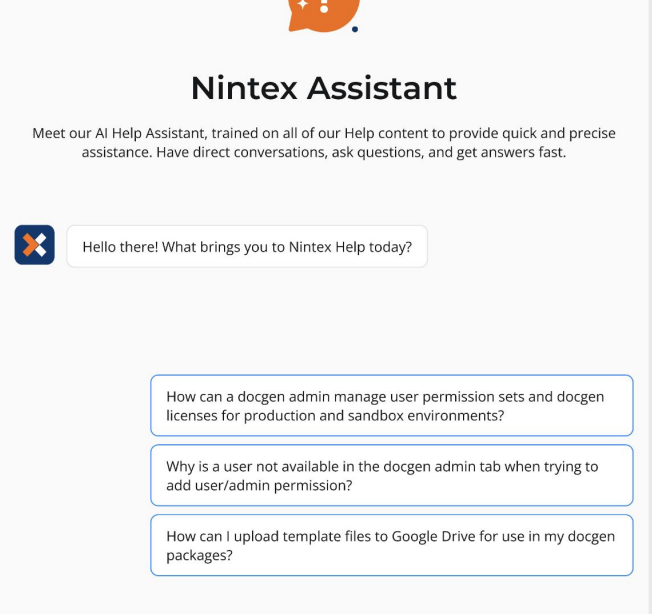 Nintex Assistant
Meet our AI Help Assistant, trained on all of our Help content to provide quick and precise
assistance. Have direct conversations, ask questions, and get answers fast.
Hello there! What brings you to Nintex Help today?
How can a docgen admin manage user permission sets and docgen
licenses for production and sandbox environments?
Why is a user not available in the docgen admin tab when trying to
add user/admin permission?
How can I upload template files to Google Drive for use in my docgen
packages?